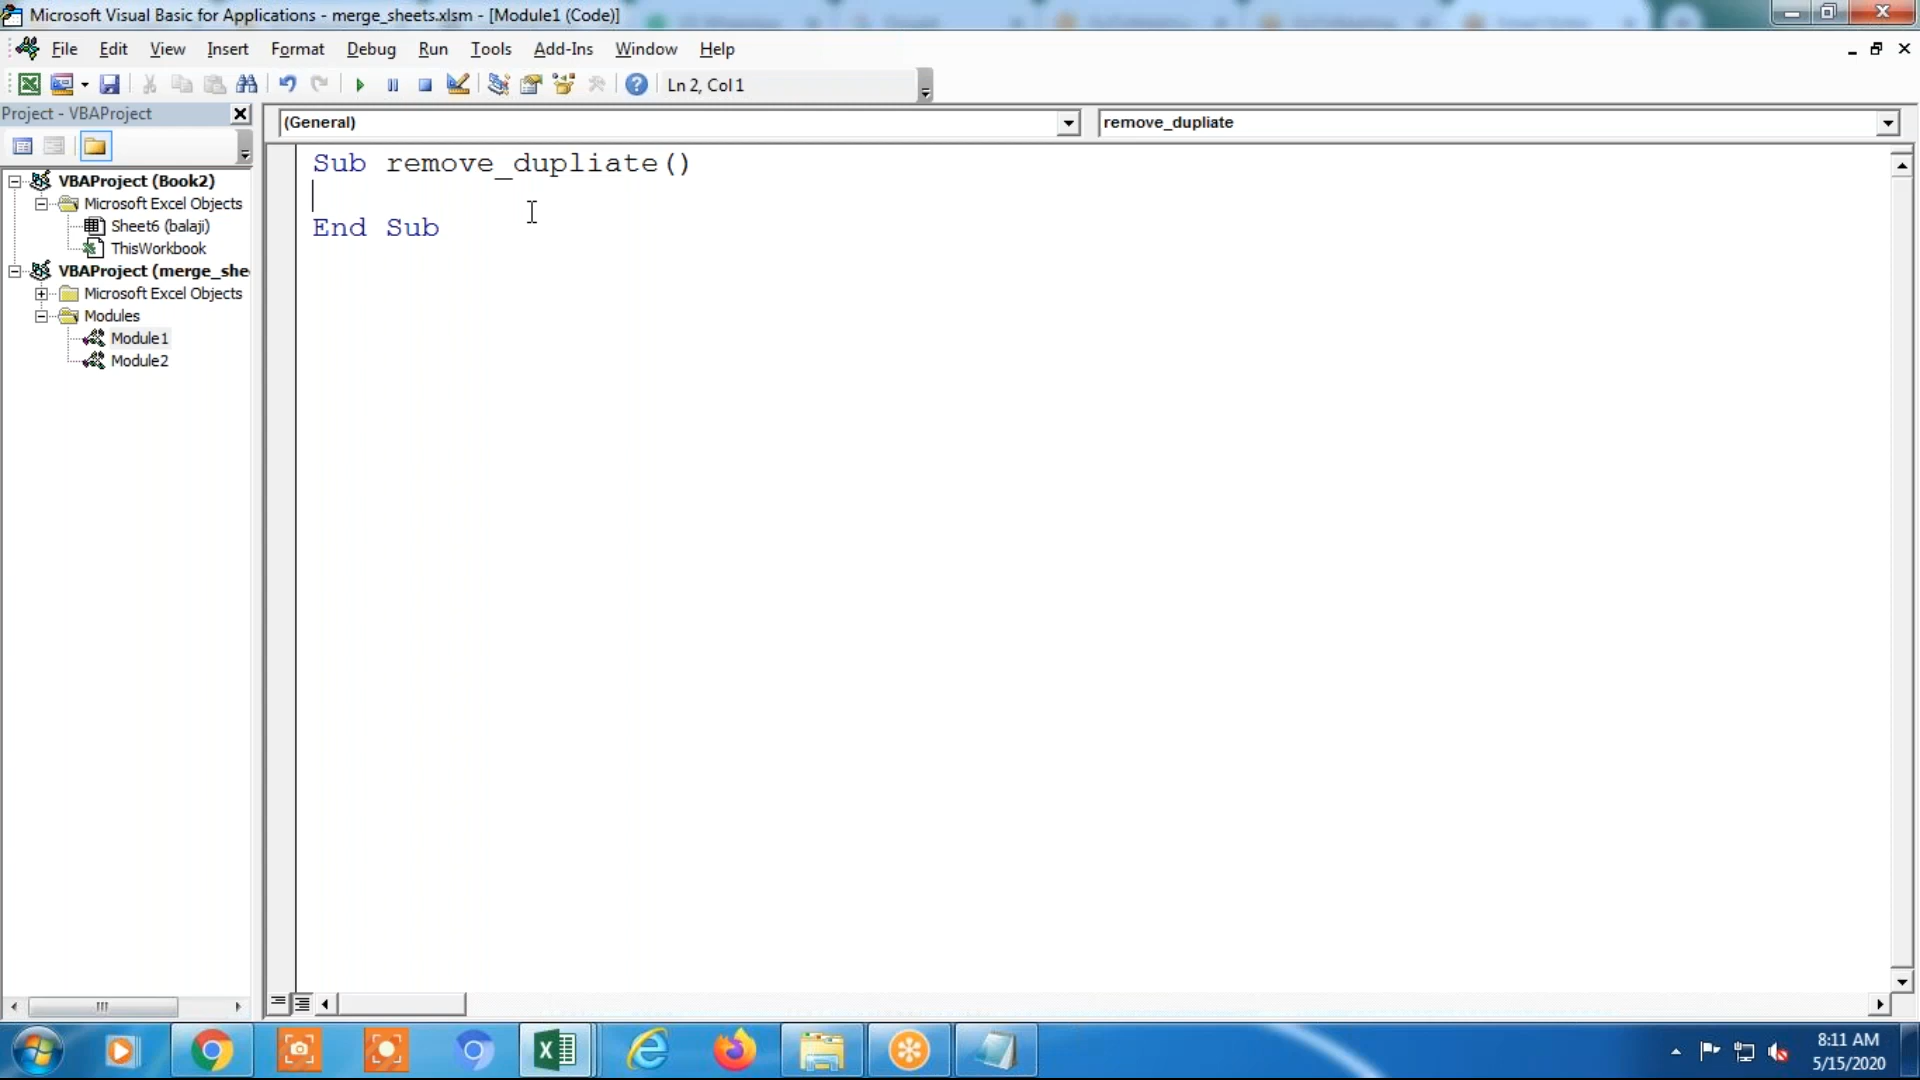 Microsoft Visual Basic for Applications - merge_sheets.xlsm - [Module1 (Code)]
File Edit View Insert Format Debug Run Tools Add-Ins Window Help
Ln 2, Col 1
Project - VBAProject
(General)
remove_dupliate
VBAProject (Book2)
Microsoft Excel Objects
Sheet6 (balaji)
ThisWorkbook
VBAProject (merge_she
Microsoft Excel Objects
Modules
Module1
Module2
Sub remove_dupliate()
End Sub
8:11 AM
5/15/2020